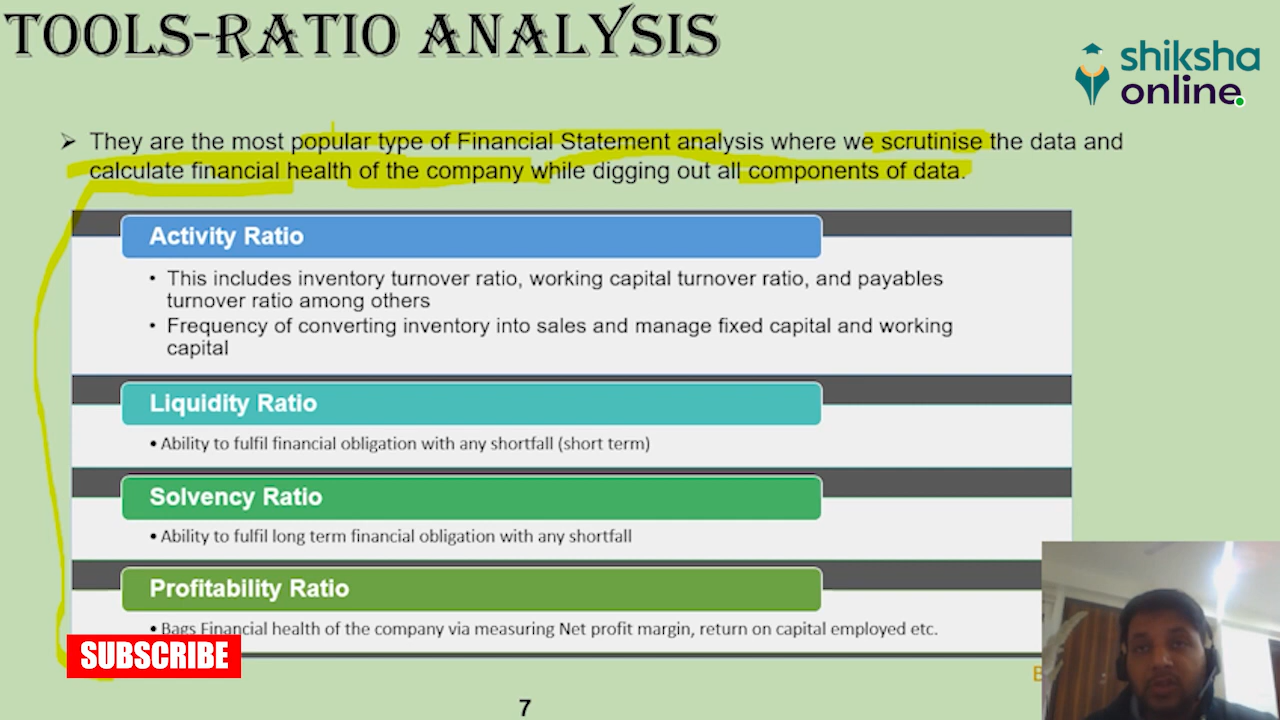 TOOLS-RATIO ANALYSIS
shiksha
online
They are the most popular type of Financial Statement analysis where we scrutinise the data and
calculate financial health of the company while digging out all components of data.
Activity Ratio
• This includes inventory turnover ratio, working capital turnover ratio, and payables
turnover ratio among others
• Frequency of converting inventory into sales and manage fixed capital and working
capital
Liquidity Ratio
• Ability to fulfil financial obligation with any shortfall (short term)
Solvency Ratio
• Ability to fulfil long term financial obligation with any shortfall
Profitability Ratio
• Bags Financial health of the company via measuring Net profit margin, return on capital employed etc.
SUBSCRIBE
7